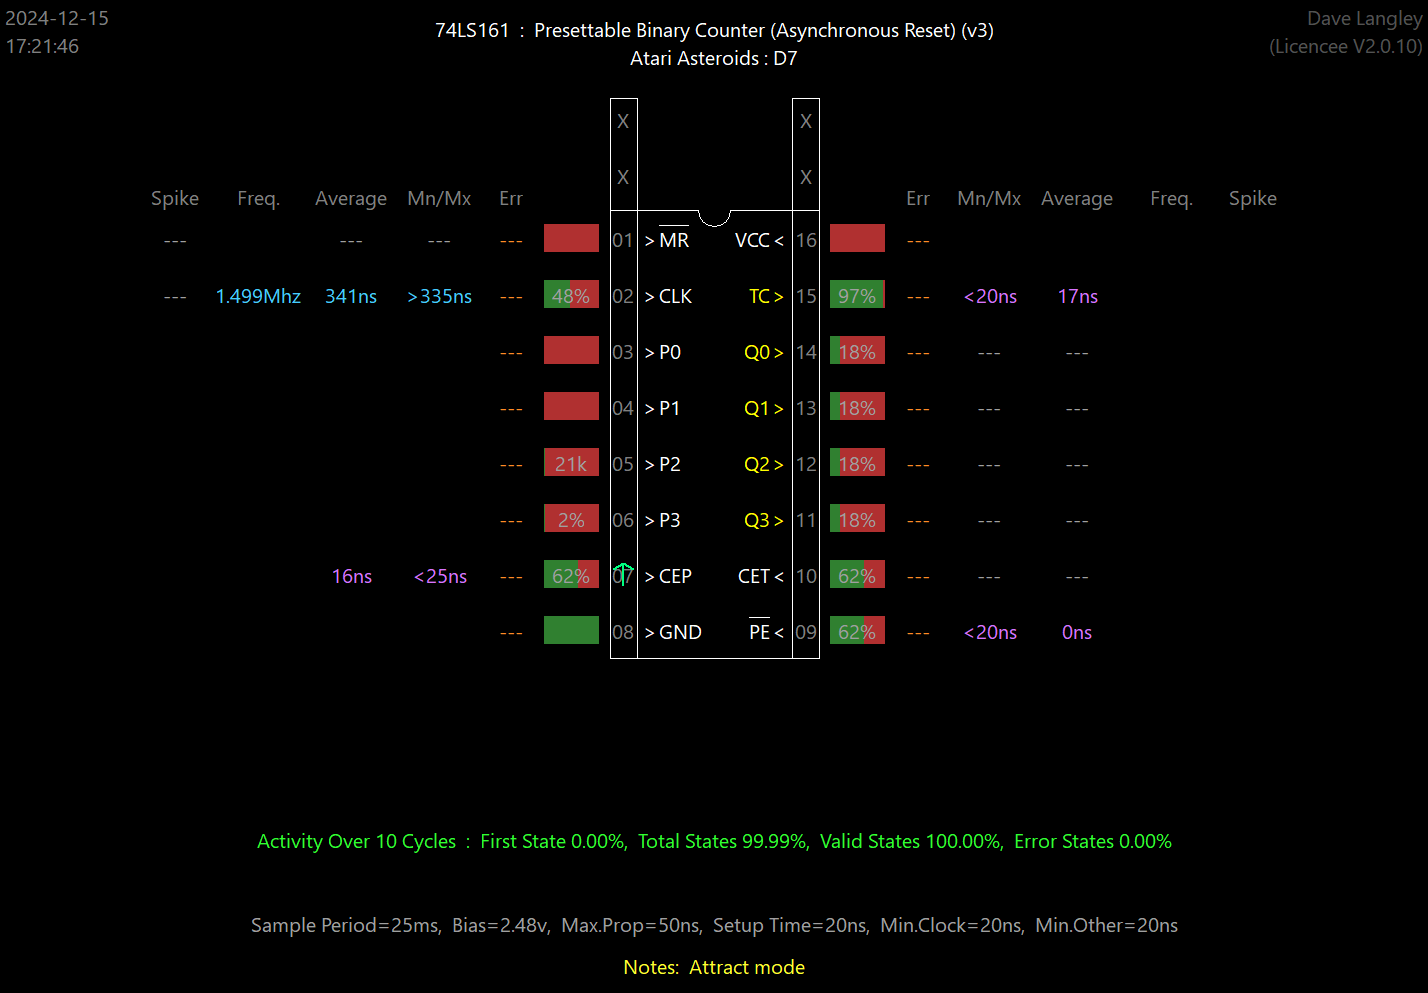 2024-12-15
17:21:46
74LS161 : Presettable Binary Counter (Asynchronous Reset) (v3)
Atari Asteroids : D7
Dave Langley
(Licencee V2.0.10)
X X
X X
Spike Freq. Average Mn/Mx Err Err Mn/Mx Average Freq. Spike
--- --- --- --- 01 >MR VCC< 16 ---
--- 1.499Mhz 341ns >335ns --- 48% 02 >CLK TC> 15 97% --- <20ns 17ns
--- 03 >P0 Q0> 14 18% --- --- ---
--- 04 >P1 Q1> 13 18% --- --- ---
--- 21k 05 >P2 Q2> 12 18% --- --- ---
--- 2% 06 >P3 Q3> 11 18% --- --- ---
16ns <25ns --- 62% 07 >CEP CET< 10 62% --- --- ---
--- 08 >GND PE< 09 62% --- <20ns 0ns
Activity Over 10 Cycles : First State 0.00%, Total States 99.99%, Valid States 100.00%, Error States 0.00%
Sample Period=25ms, Bias=2.48v, Max.Prop=50ns, Setup Time=20ns, Min.Clock=20ns, Min.Other=20ns
Notes: Attract mode